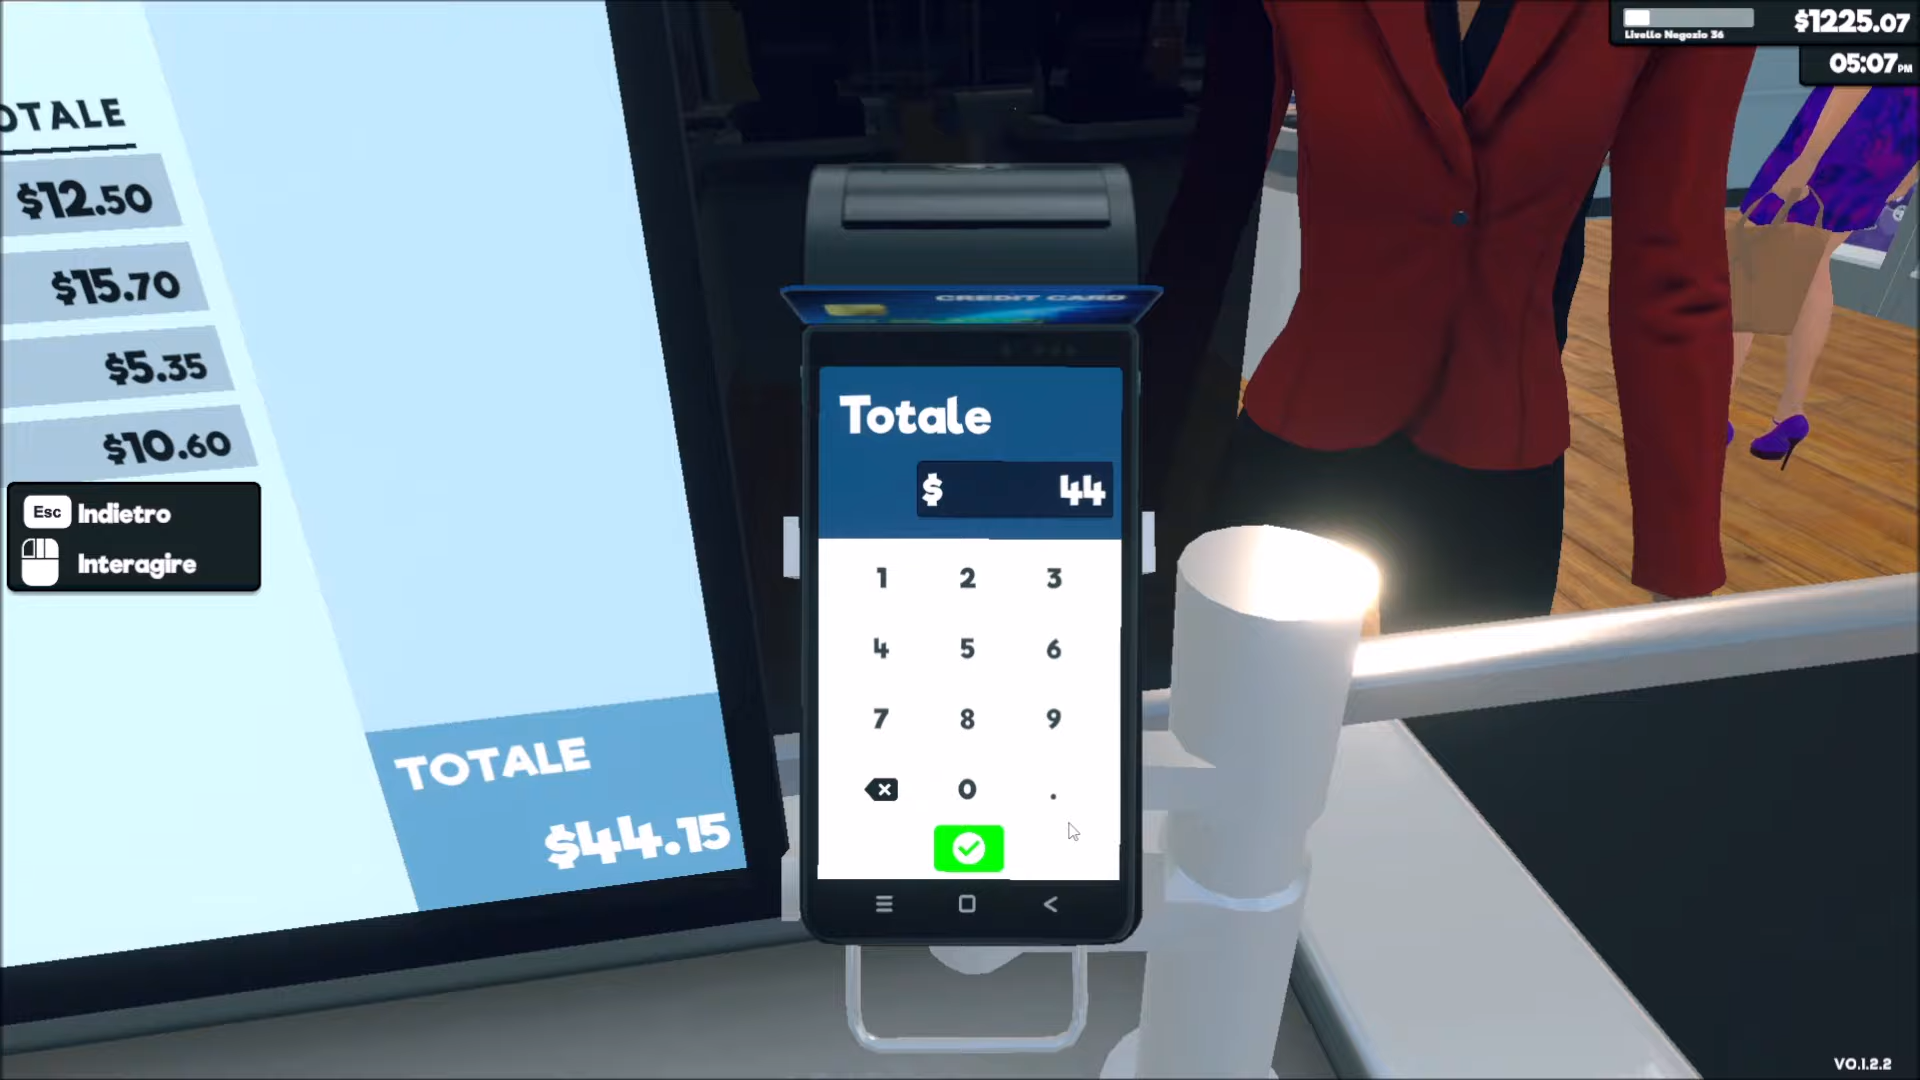 OTALE
$12.50
$15.70
$5.35
$10.60
Esc Indietro
Interagire
TOTALE
$44.15
CREDIT CARD
Totale
$ 44
1 2 3
4 5 6
7 8 9
0 .
Livello Negozio 36
$1225.07
05:07 PM
V0.1.2.2